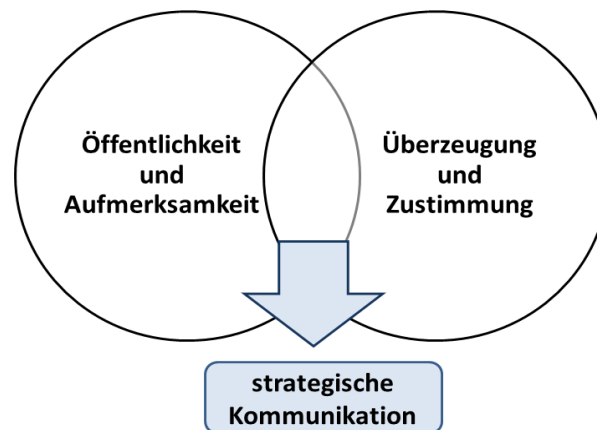 Öffentlichkeit
und
Aufmerksamkeit
Überzeugung
und
Zustimmung
strategische
Kommunikation